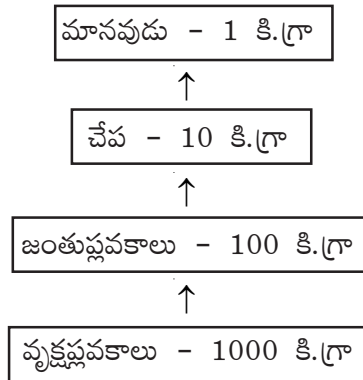 మానవుడు - 1 కి.గ్రా
చేప - 10 కి.గ్రా
జంతుప్లవకాలు - 100 కి.గ్రా
వృక్షప్లవకాలు - 1000 కి.గ్రా